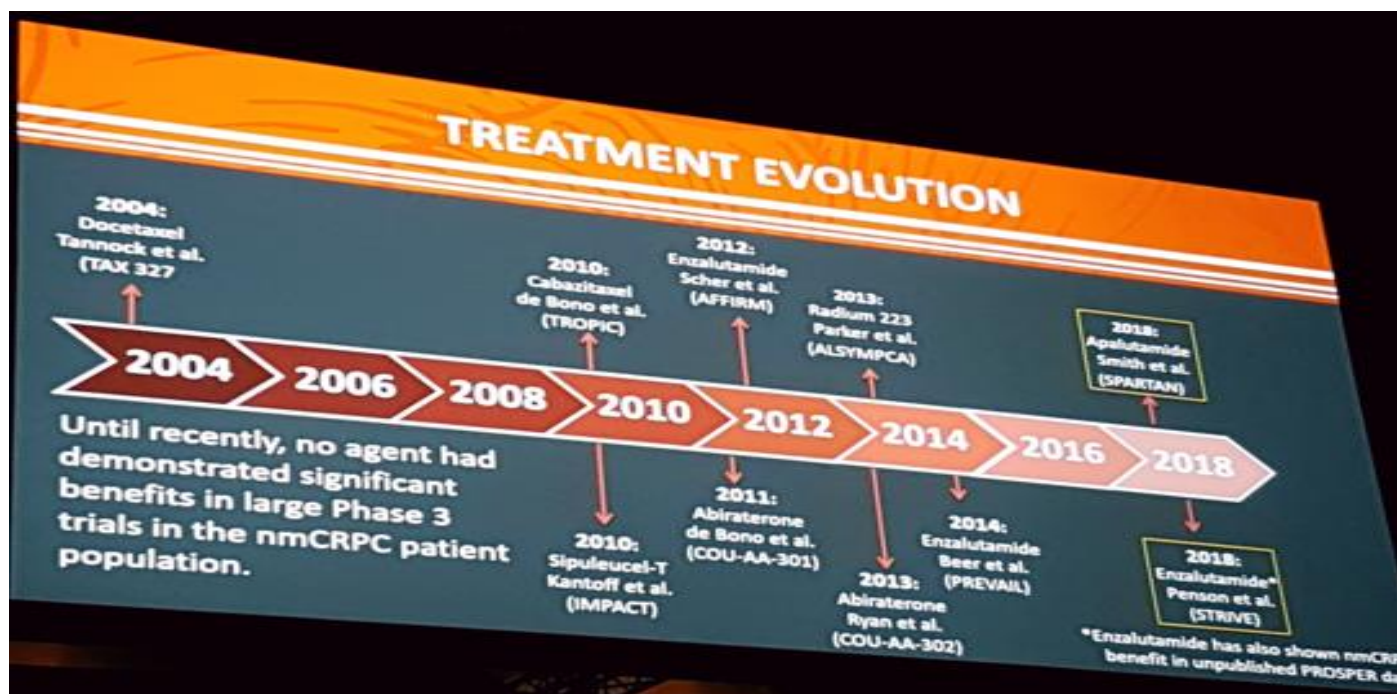 TREATMENT EVOLUTION
2004:
Docetaxel
Tannock et al.
(TAX 327
2010:
Cabazitaxel
de Bono et al.
(TROPIC)
2012:
Enzalutamide
Scher et al.
(AFFIRM)
2013:
Radium 223
Parker et al.
(ALSYMPCA)
2018:
Apalutamide
Smith et al.
(SPARTAN)
2004
2006
2008
2010
2012
2014
2016
2018
Until recently, no agent had
demonstrated significant
benefits in large Phase 3
trials in the nmCRPC patient
population.
2010:
Sipuleucel-T
Kantoff et al.
(IMPACT)
2011:
Abiraterone
de Bono et al.
(COU-AA-301)
2013:
Abiraterone
Ryan et al.
(COU-AA-302)
2014:
Enzalutamide
Beer et al.
(PREVAIL)
2018:
Enzalutamide*
Penson et al.
(STRIVE)
*Enzalutamide has also shown nmCRP
benefit in unpublished PROSPER